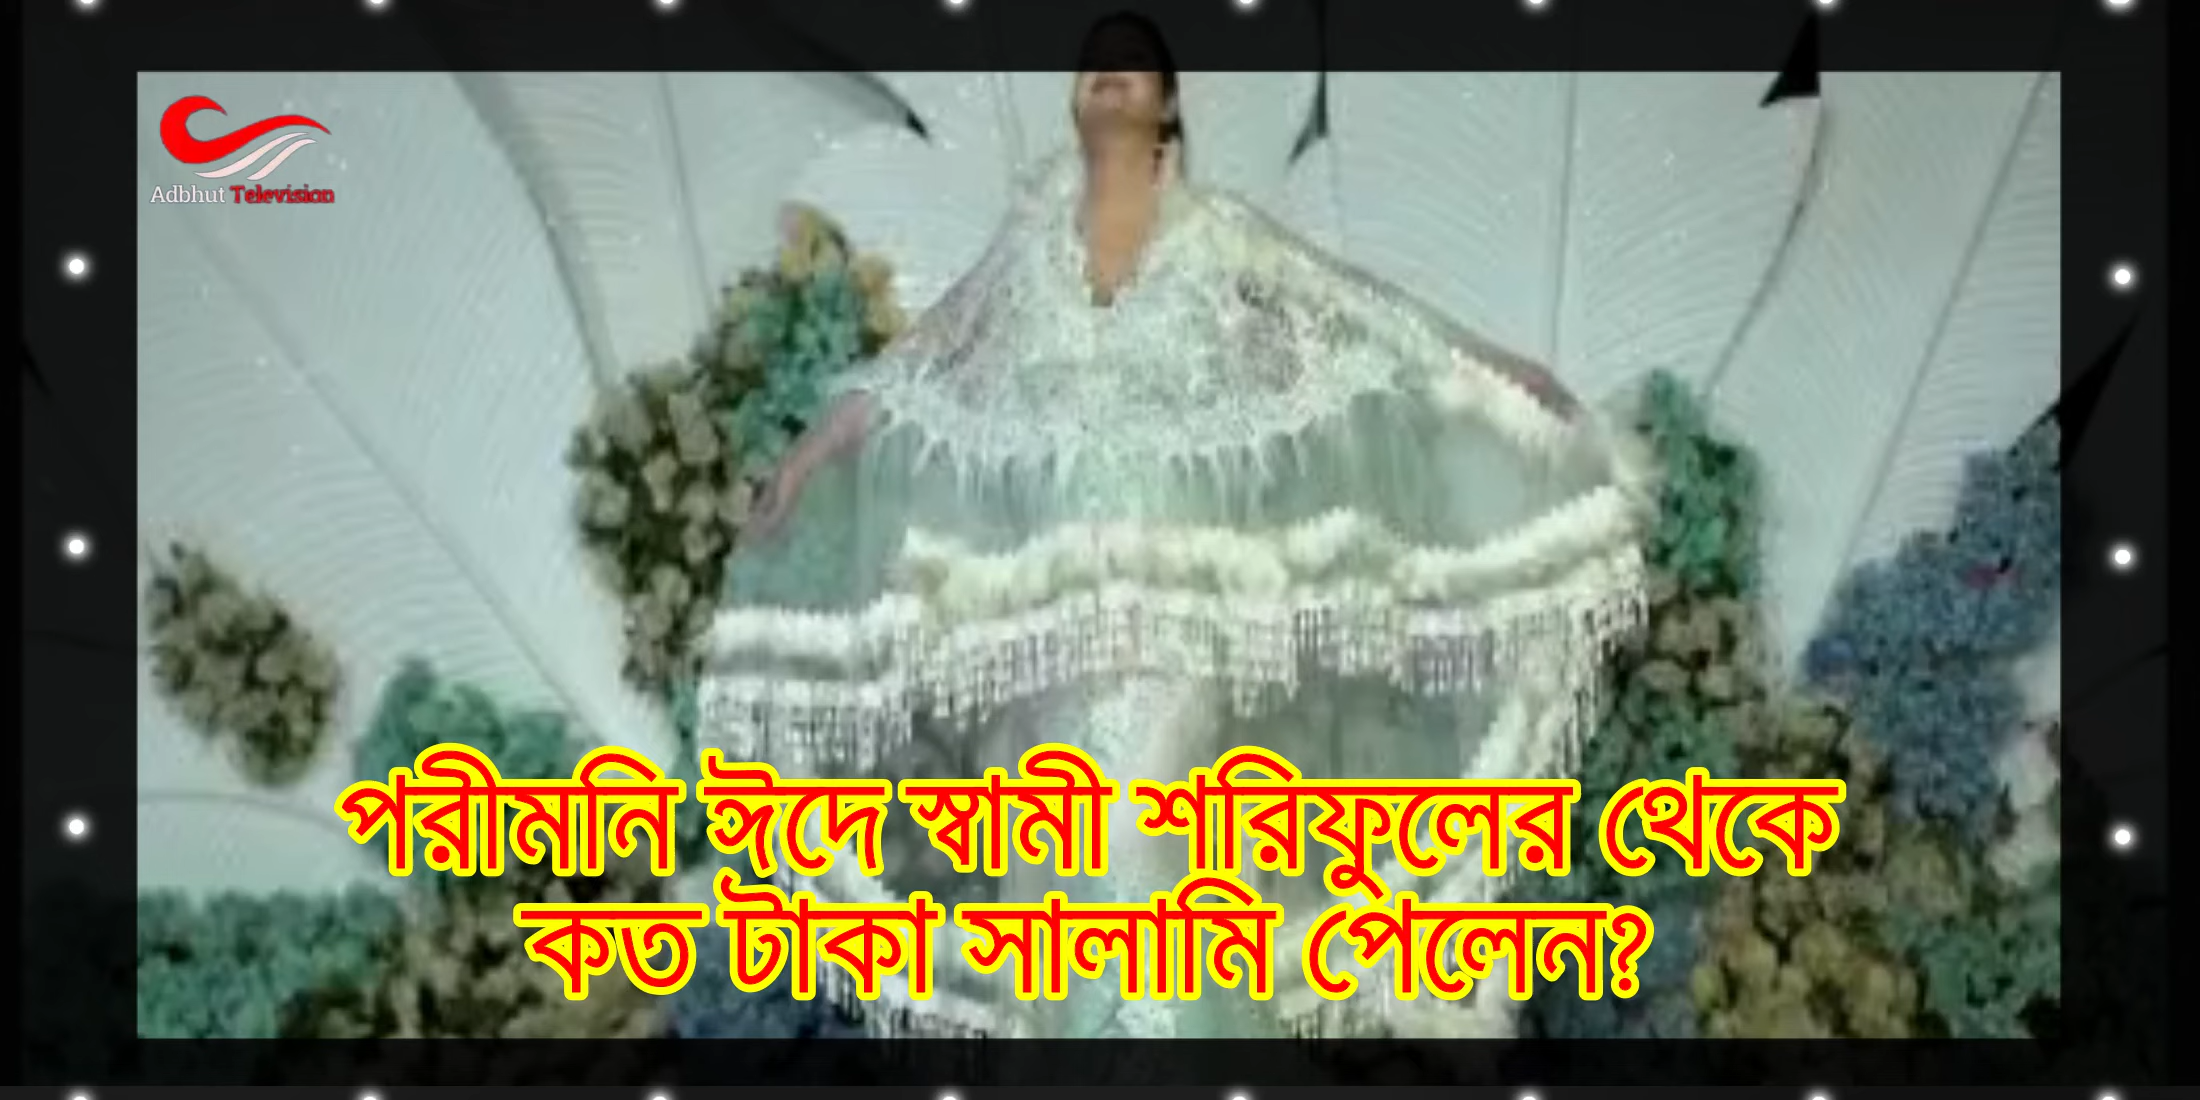 Adbhut Television
পরীমনি ঈদে স্বামী শরিফুলের থেকে
কত টাকা সালামি পেলেন?